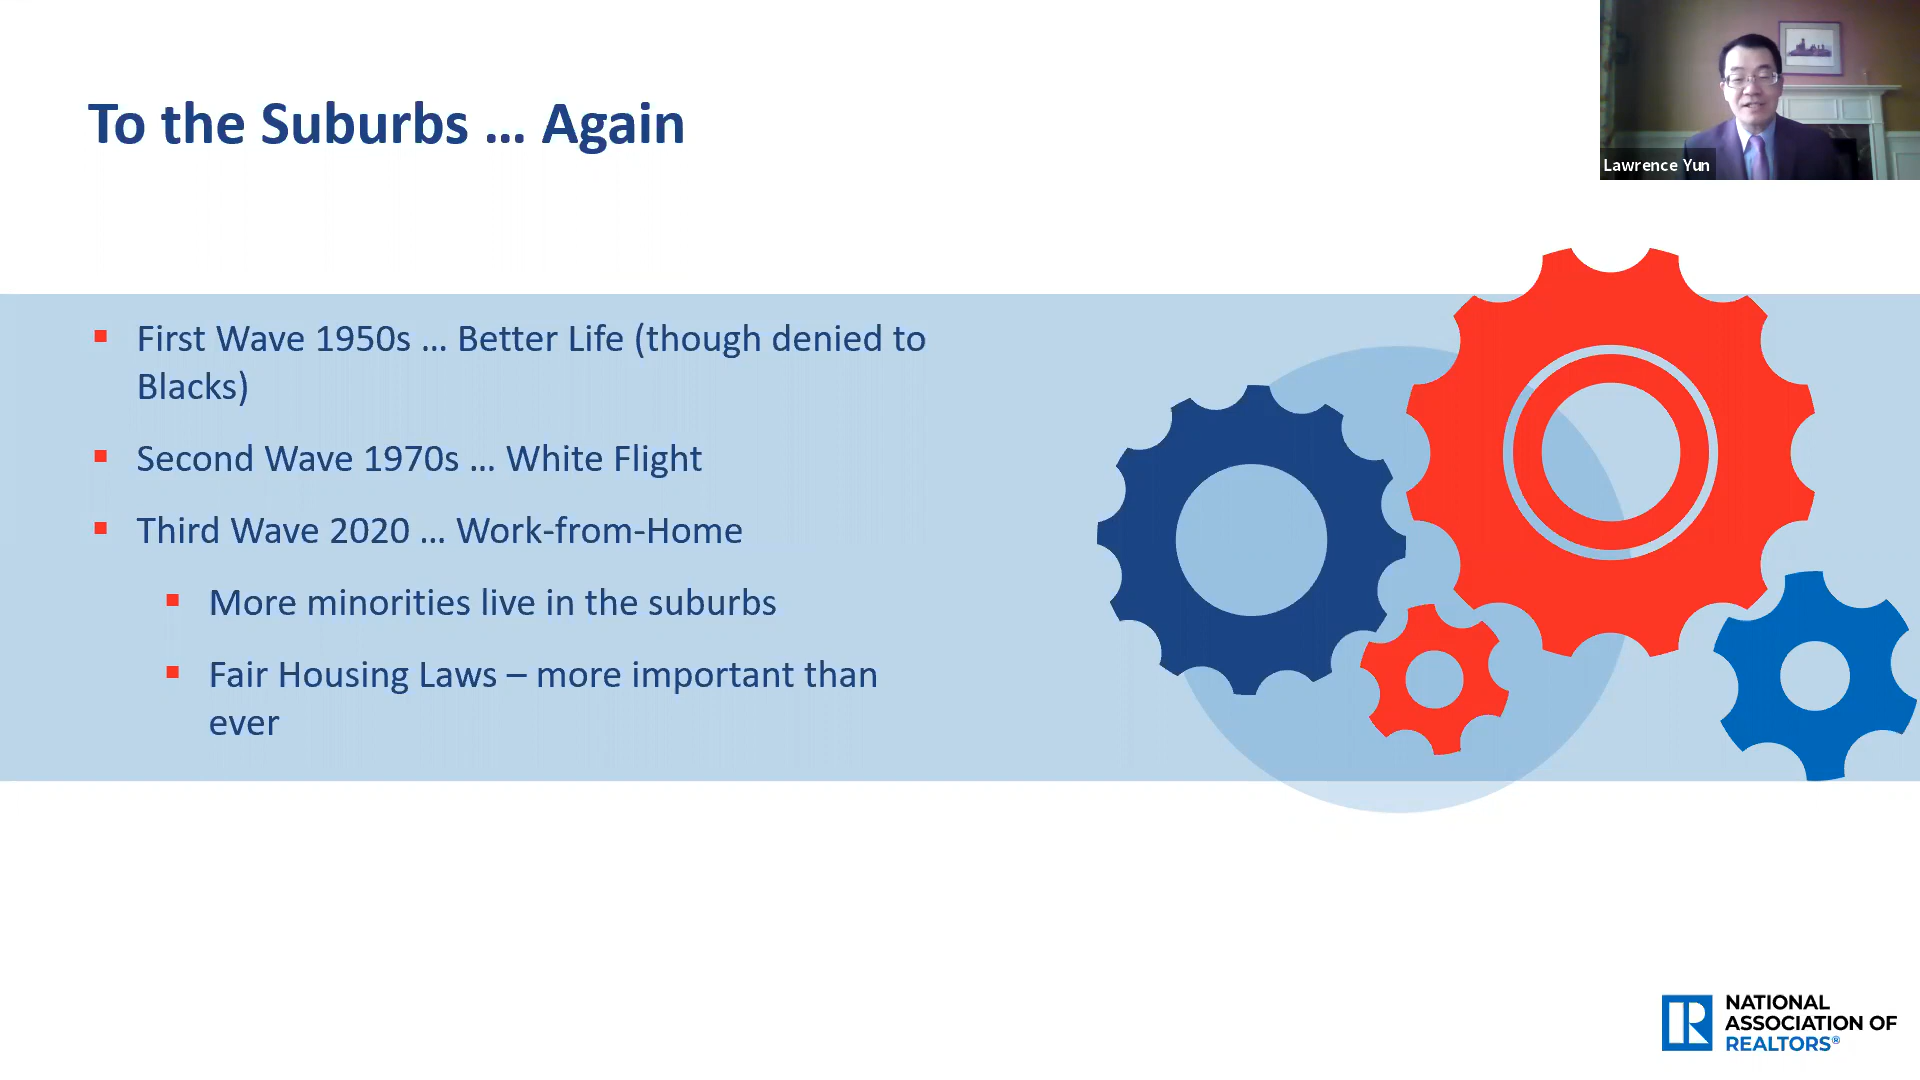 To the Suburbs … Again
Lawrence Yun
▪ First Wave 1950s … Better Life (though denied to
Blacks)
▪ Second Wave 1970s … White Flight
▪ Third Wave 2020 … Work-from-Home
▪ More minorities live in the suburbs
▪ Fair Housing Laws – more important than
ever
R
NATIONAL
ASSOCIATION OF
REALTORS®